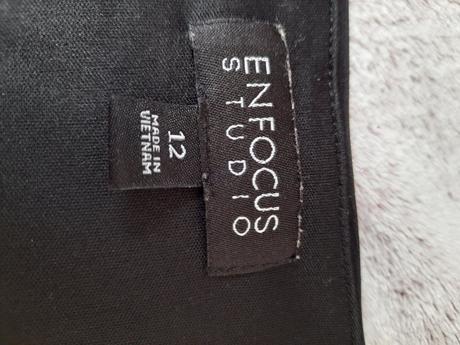 ENFOCUS
STUDIO
12
MADE IN
VIETNAM